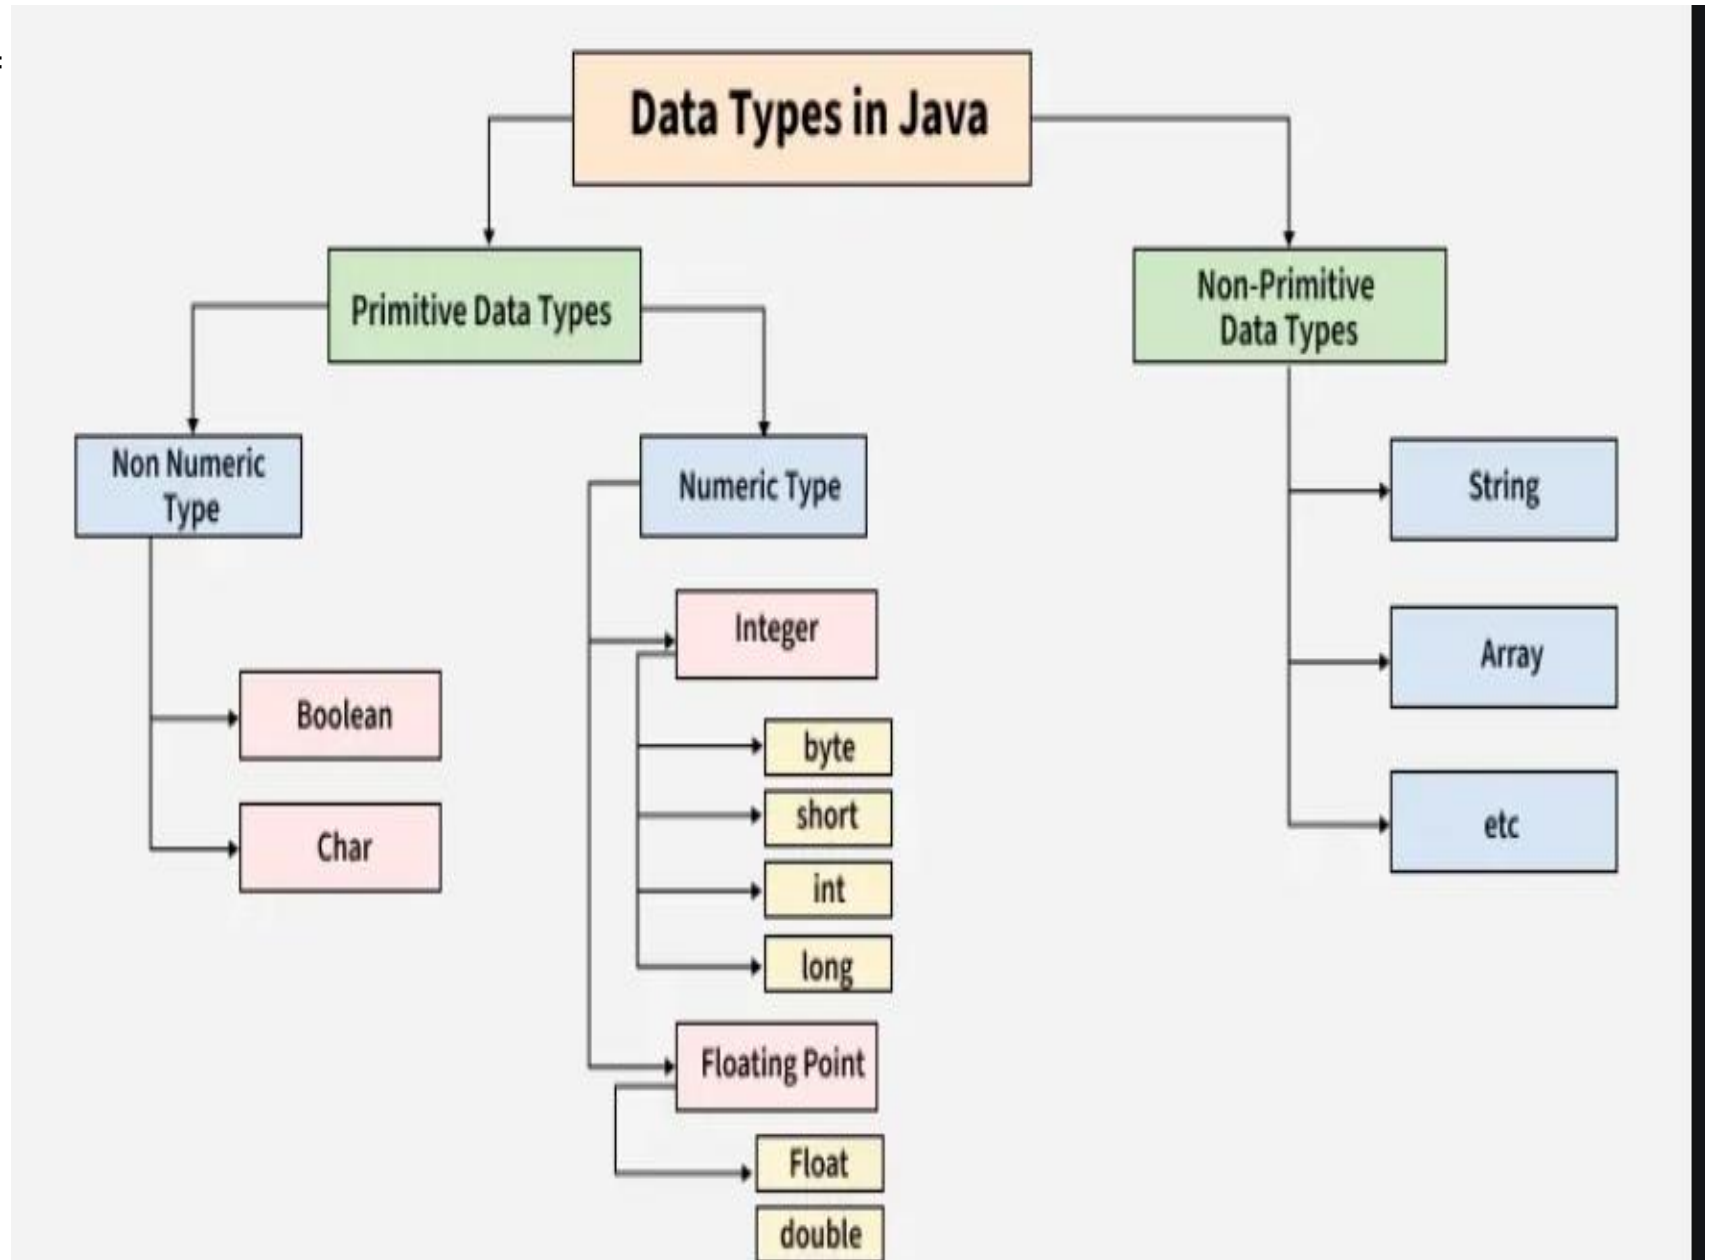 Data Types in Java
Primitive Data Types
Non-Primitive
Data Types
Non Numeric
Type
Numeric Type
String
Integer
Array
Boolean
byte
short
etc
Char
int
long
Floating Point
Float
double